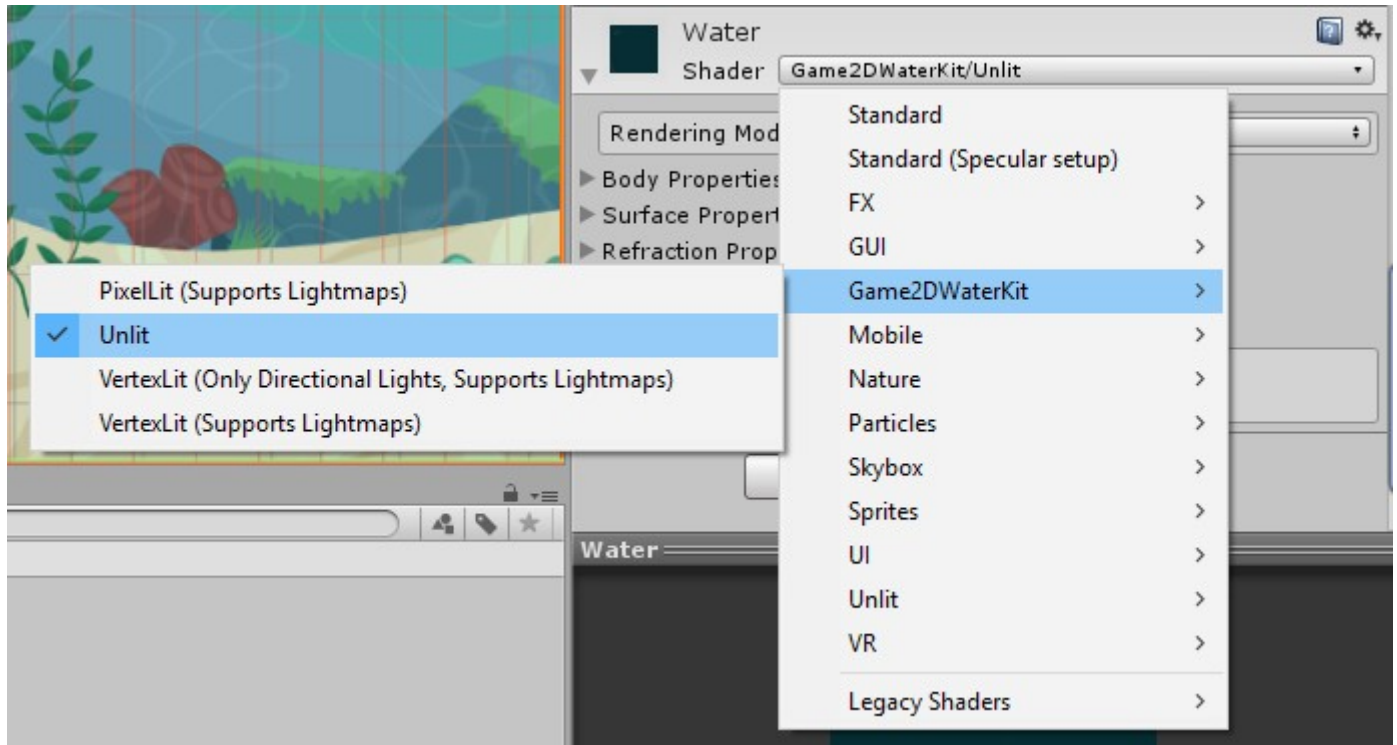 Water
Shader Game2DWaterKit/Unlit
Rendering Mod
Body Properties
Surface Propert
Refraction Prop
Standard
Standard (Specular setup)
FX
GUI
Game2DWaterKit
Mobile
Nature
Particles
Skybox
Sprites
UI
Unlit
VR
Legacy Shaders
PixelLit (Supports Lightmaps)
Unlit
VertexLit (Only Directional Lights, Supports Lightmaps)
VertexLit (Supports Lightmaps)
Water